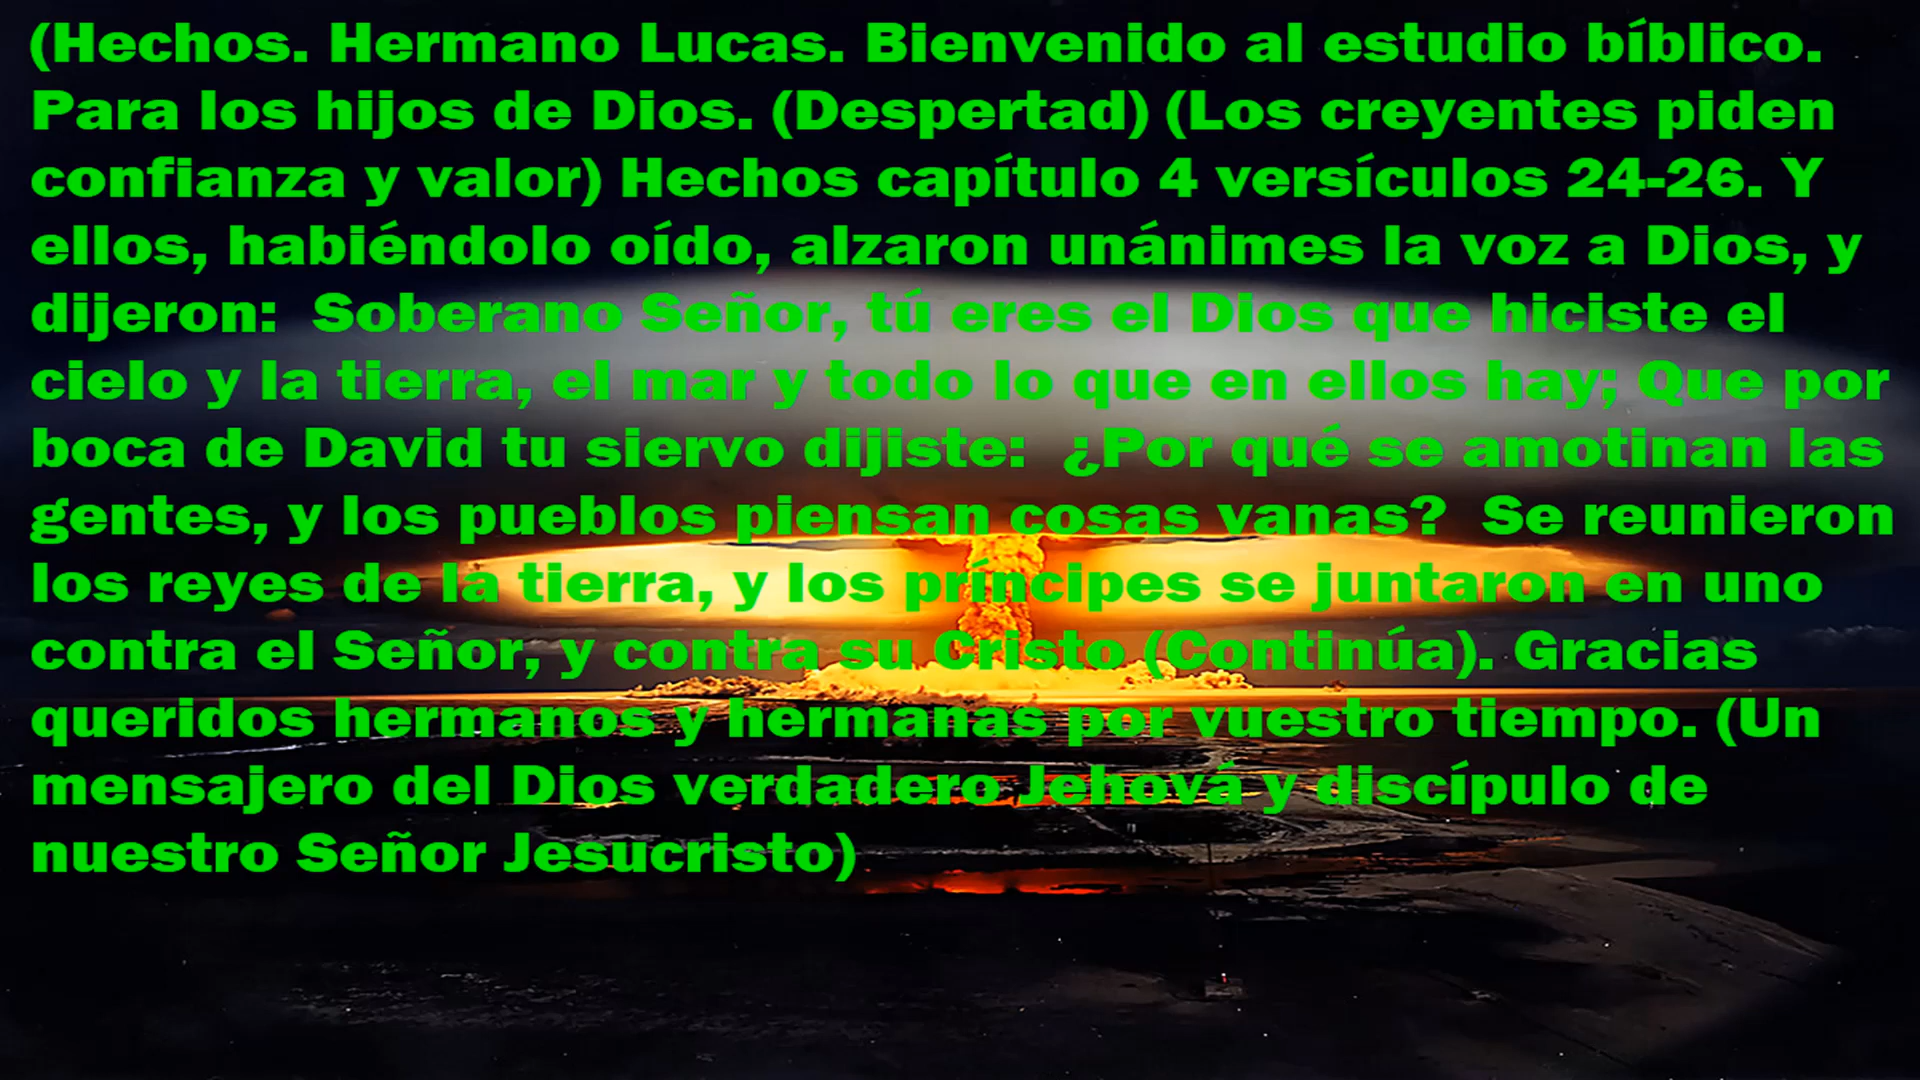 (Hechos. Hermano Lucas. Bienvenido al estudio bíblico.
Para los hijos de Dios. (Despertad) (Los creyentes piden
confianza y valor) Hechos capítulo 4 versículos 24-26. Y
ellos, habiéndolo oído, alzaron unánimes la voz a Dios, y
dijeron:  Soberano Señor, tú eres el Dios que hiciste el
cielo y la tierra, el mar y todo lo que en ellos hay; Que por
boca de David tu siervo dijiste:  ¿Por qué se amotinan las
gentes, y los pueblos piensan cosas vanas?  Se reunieron
los reyes de la tierra, y los príncipes se juntaron en uno
contra el Señor, y contra su Cristo (Continúa). Gracias
queridos hermanos y hermanas por vuestro tiempo. (Un
mensajero del Dios verdadero Jehová y discípulo de
nuestro Señor Jesucristo)